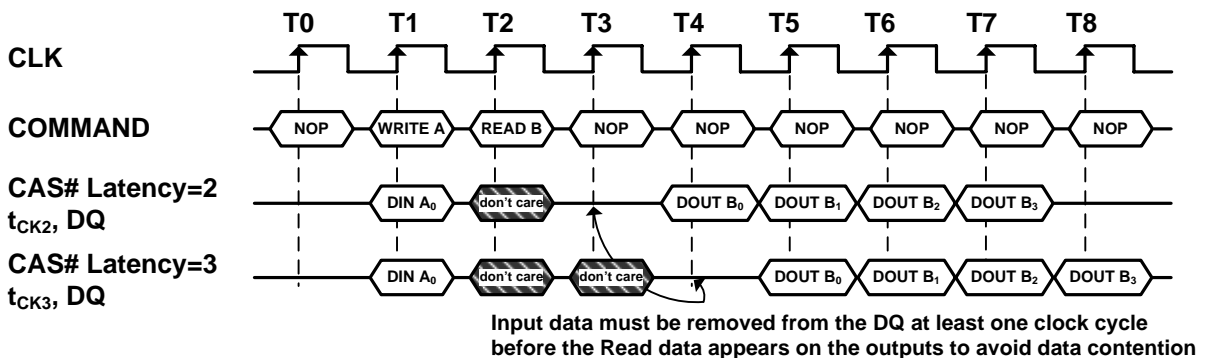 T0 T1 T2 T3 T4 T5 T6 T7 T8
CLK
COMMAND NOP WRITE A READ B NOP NOP NOP NOP NOP NOP
CAS# Latency=2
tCK2, DQ DIN A0 don't care DOUT B0 DOUT B1 DOUT B2 DOUT B3
CAS# Latency=3
tCK3, DQ DIN A0 don't care don't care DOUT B0 DOUT B1 DOUT B2 DOUT B3
Input data must be removed from the DQ at least one clock cycle
before the Read data appears on the outputs to avoid data contention